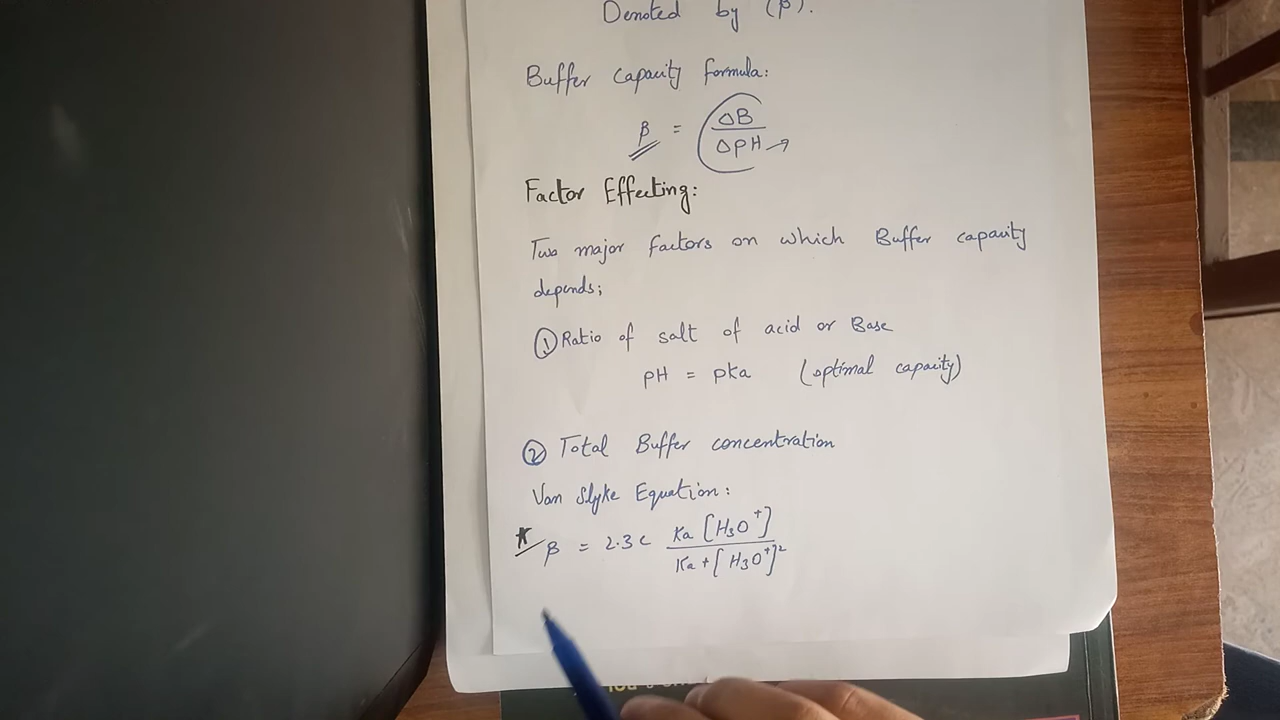 Denoted by (β).
Buffer capacity formula:
β = ΔB / ΔpH →
Factor Effecting:
Two major factors on which Buffer capacity
depends;
① Ratio of salt of acid or Base
pH = pKa (optimal capacity)
② Total Buffer concentration
Van Slyke Equation:
* β = 2.3 C Ka [H₃O⁺] / Ka + [H₃O⁺]²